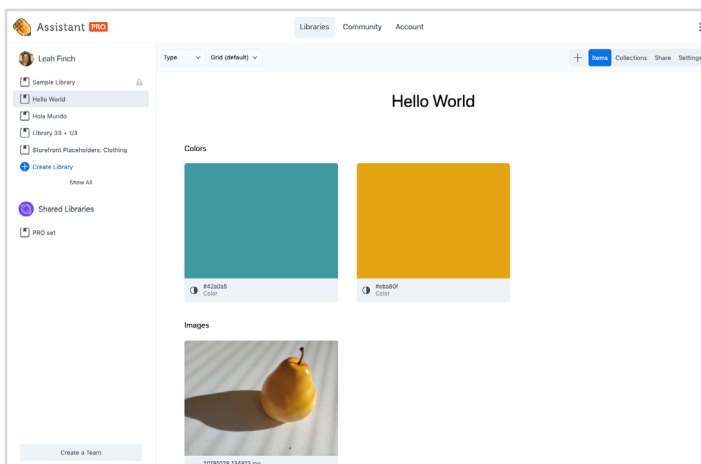 Assistant PRO
Libraries Community Account
Leah Finch
Type Grid (default)
Items Collections Share Settings
Sample Library
Hello World
Hola Mundo
Library 33 + 1/3
Storefront Placeholders: Clothing
Create Library
Show All
Shared Libraries
PRO set
Create a Team
Hello World
Colors
#42a0a6
Color
#eba80f
Color
Images
20191028_134813.jpg